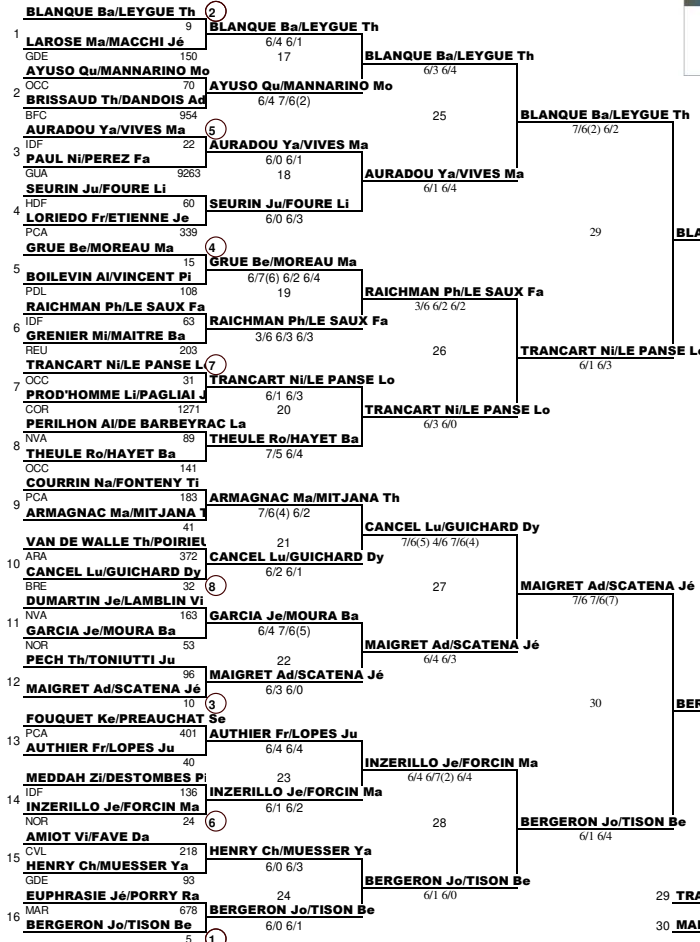 BLANQUE Ba/LEYGUE Th 2
9 BLANQUE Ba/LEYGUE Th
1
LAROSE Ma/MACCHI Jé 6/4 6/1
GDE 150 17 BLANQUE Ba/LEYGUE Th
AYUSO Qu/MANNARINO Mo 6/3 6/4
OCC 70 AYUSO Qu/MANNARINO Mo
2
BRISSAUD Th/DANDOIS Ad 6/4 7/6(2)
BFC 954 25 BLANQUE Ba/LEYGUE Th
AURADOU Ya/VIVES Ma 5 7/6(2) 6/2
IDF 22 AURADOU Ya/VIVES Ma
3
PAUL Ni/PEREZ Fa 6/0 6/1
GUA 9263 18 AURADOU Ya/VIVES Ma
SEURIN Ju/FOURE Li 6/1 6/4
HDF 60 SEURIN Ju/FOURE Li
4
LORIEDO Fr/ETIENNE Je 6/0 6/3
PCA 339 29 BLA
GRUE Be/MOREAU Ma 4
15 GRUE Be/MOREAU Ma
5
BOILEVIN Al/VINCENT Pi 6/7(6) 6/2 6/4
PDL 108 19 RAICHMAN Ph/LE SAUX Fa
RAICHMAN Ph/LE SAUX Fa 3/6 6/2 6/2
IDF 63 RAICHMAN Ph/LE SAUX Fa
6
GRENIER Mi/MAITRE Ba 3/6 6/3 6/3
REU 203 26 TRANCART Ni/LE PANSE Lo
TRANCART Ni/LE PANSE L 7 6/1 6/3
OCC 31 TRANCART Ni/LE PANSE Lo
7
PROD'HOMME Li/PAGLIAI J 6/1 6/3
COR 1271 20 TRANCART Ni/LE PANSE Lo
PERILHON Al/DE BARBEYRAC La 6/3 6/0
NVA 89 THEULE Ro/HAYET Ba
8
THEULE Ro/HAYET Ba 7/5 6/4
OCC 141
COURRIN Na/FONTENY Ti
PCA 183 ARMAGNAC Ma/MITJANA Th
9
ARMAGNAC Ma/MITJANA T 7/6(4) 6/2
41 CANCEL Lu/GUICHARD Dy
VAN DE WALLE Th/POIRIEU 21 7/6(5) 4/6 7/6(4)
ARA 372 CANCEL Lu/GUICHARD Dy
10
CANCEL Lu/GUICHARD Dy 6/2 6/1
BRE 32 8 27 MAIGRET Ad/SCATENA Jé
DUMARTIN Je/LAMBLIN Vi 7/6 7/6(7)
NVA 163 GARCIA Je/MOURA Ba
11
GARCIA Je/MOURA Ba 6/4 7/6(5)
NOR 53 MAIGRET Ad/SCATENA Jé
PECH Th/TONIUTTI Ju 22 6/4 6/3
96 MAIGRET Ad/SCATENA Jé
12
MAIGRET Ad/SCATENA Jé 6/3 6/0
10 3 30 BER
FOUQUET Ke/PREAUCHAT Se
PCA 401 AUTHIER Fr/LOPES Ju
13
AUTHIER Fr/LOPES Ju 6/4 6/4
40 INZERILLO Je/FORCIN Ma
MEDDAH Zi/DESTOMBES Pi 23 6/4 6/7(2) 6/4
IDF 136 INZERILLO Je/FORCIN Ma
14
INZERILLO Je/FORCIN Ma 6/1 6/2
NOR 24 6 28 BERGERON Jo/TISON Be
AMIOT Vi/FAVE Da 6/1 6/4
CVL 218 HENRY Ch/MUESSER Ya
15
HENRY Ch/MUESSER Ya 6/0 6/3
GDE 93 BERGERON Jo/TISON Be
EUPHRASIE Jé/PORRY Ra 24 6/1 6/0 29 TRA
MAR 678 BERGERON Jo/TISON Be
16
BERGERON Jo/TISON Be 6/0 6/1 30 MAI
5 1